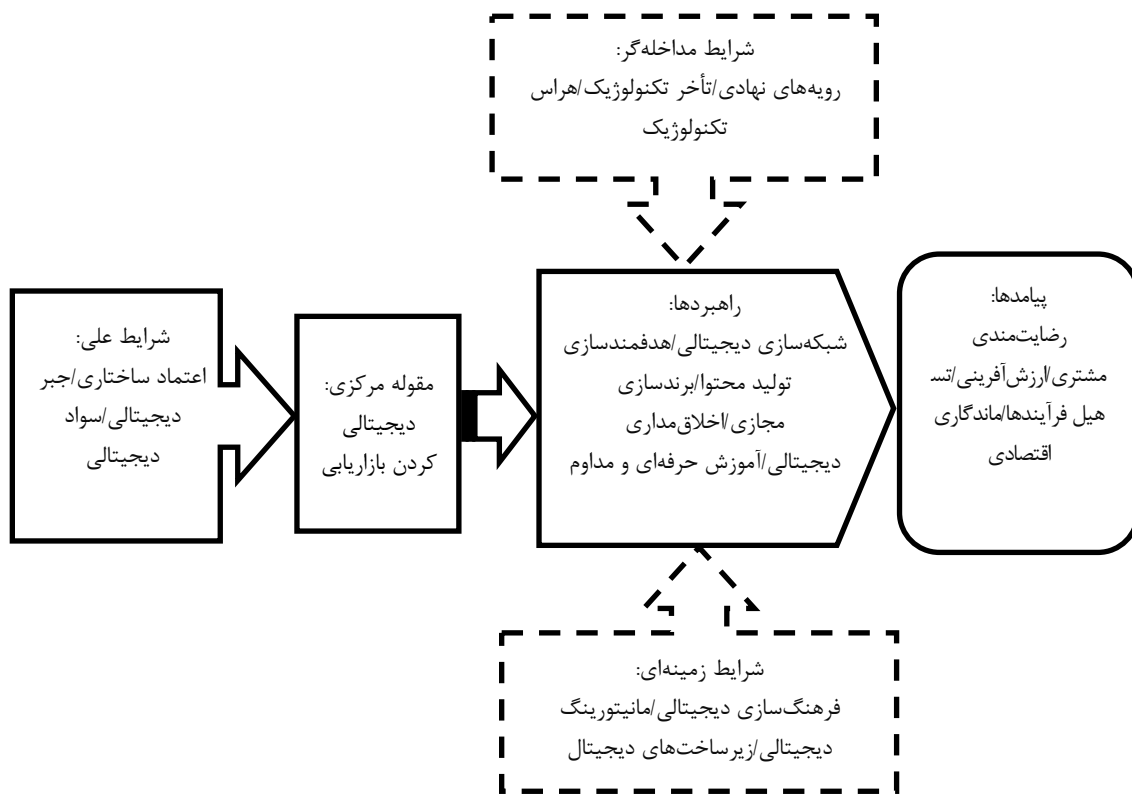 شرایط مداخله‌گر:
رویه‌های نهادی/تأخر تکنولوژیک/هراس
تکنولوژیک
شرایط علی:
اعتماد ساختاری/جبر
دیجیتالی/سواد
دیجیتالی
مقوله مرکزی:
دیجیتالی
کردن بازاریابی
راهبردها:
شبکه‌سازی دیجیتالی/هدفمندسازی
تولید محتوا/برندسازی
مجازی/اخلاق‌مداری
دیجیتالی/آموزش حرفه‌ای و مداوم
پیامدها:
رضایت‌مندی
مشتری/ارزش‌آفرینی/تسـ
هیل فرآیندها/ماندگاری
اقتصادی
شرایط زمینه‌ای:
فرهنگ‌سازی دیجیتالی/مانیتورینگ
دیجیتالی/زیرساخت‌های دیجیتال